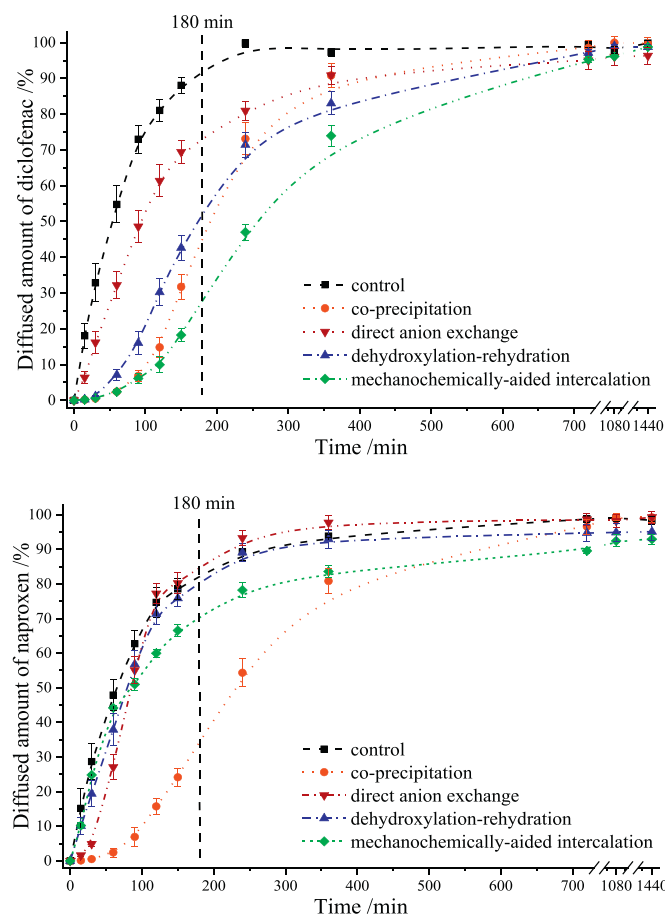 180 min
100
90
80
70
60
50
40
30
20
10
0
Diffused amount of diclofenac /%
control
co-precipitation
direct anion exchange
dehydroxylation-rehydration
mechanochemically-aided intercalation
0 100 200 300 400 500 600 700 1080 1440
Time /min
180 min
100
90
80
70
60
50
40
30
20
10
0
Diffused amount of naproxen /%
control
co-precipitation
direct anion exchange
dehydroxylation-rehydration
mechanochemically-aided intercalation
0 100 200 300 400 500 600 700 1080 1440
Time /min